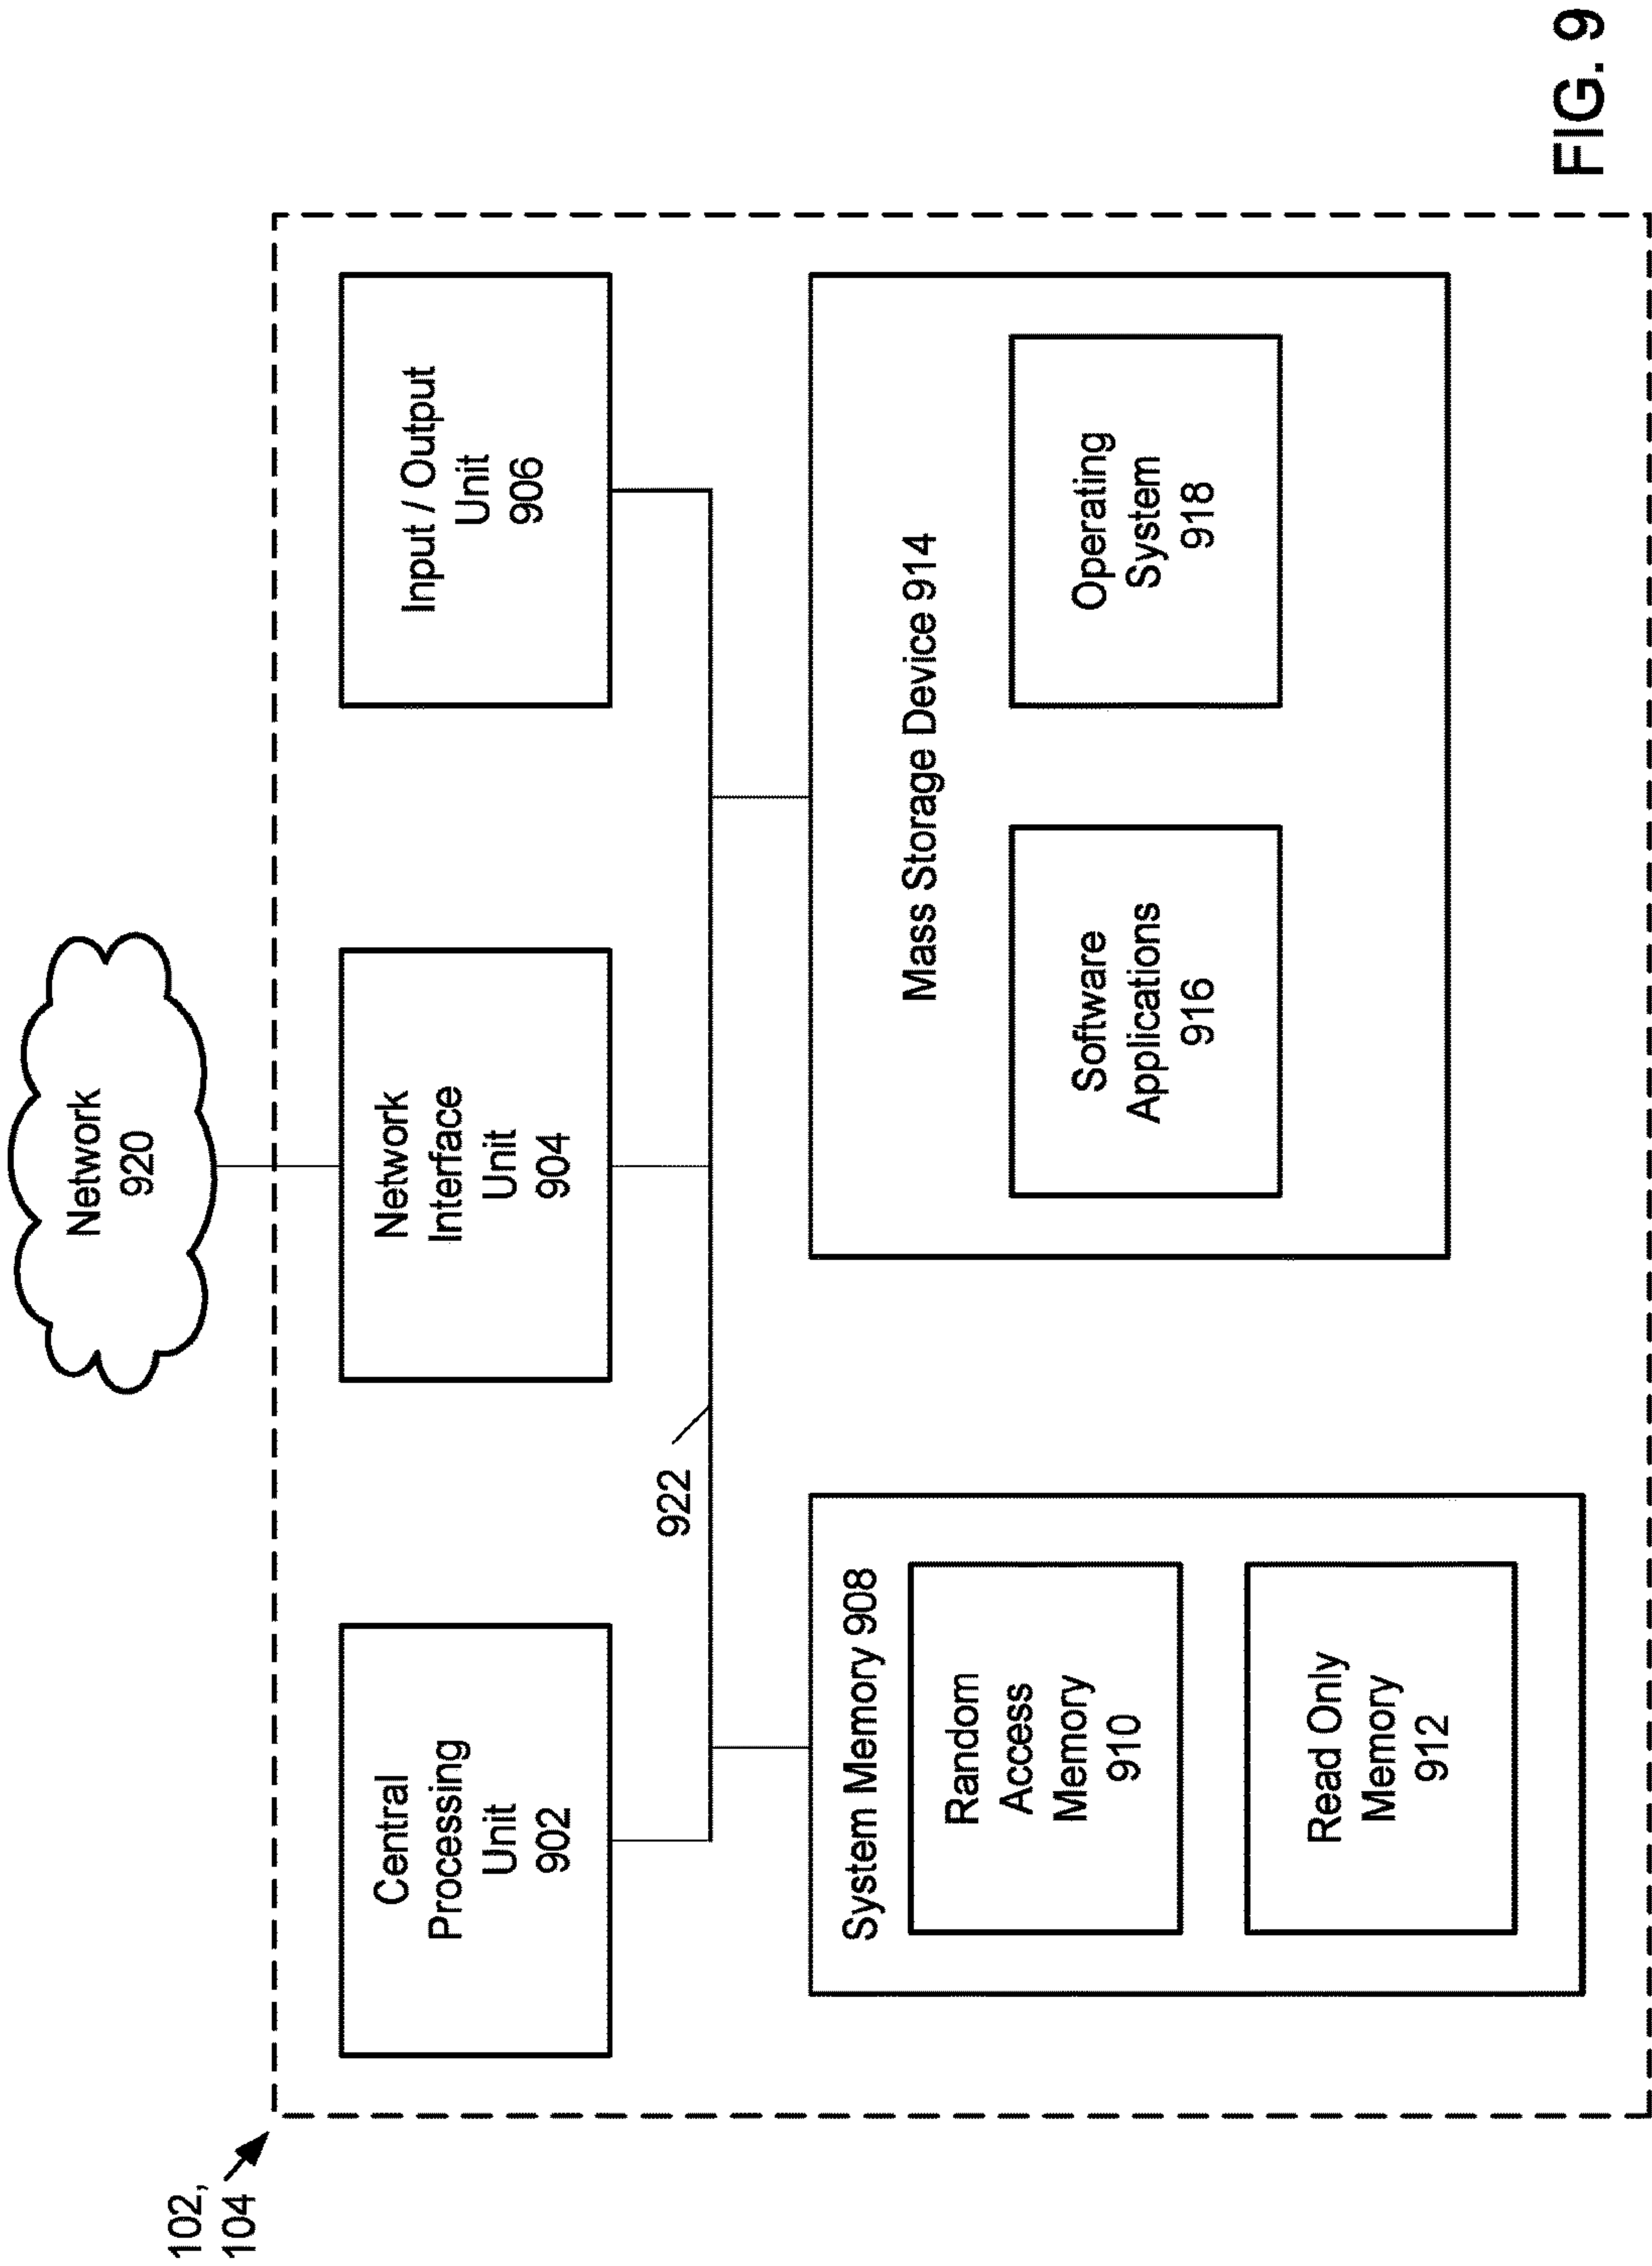 102,
104
Network
920
Central
Processing
Unit
902
Network
Interface
Unit
904
Input / Output
Unit
906
922
System Memory 908
Random
Access
Memory
910
Read Only
Memory
912
Mass Storage Device 914
Software
Applications
916
Operating
System
918
FIG. 9